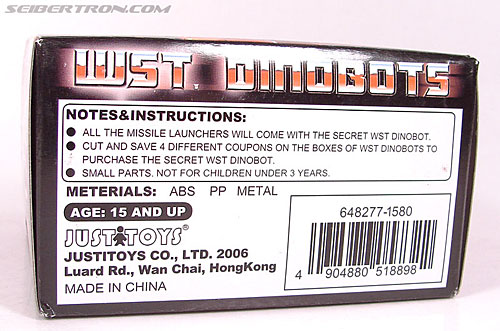 SEIBERTRON.COM
WST DINOBOTS
NOTES&INSTRUCTIONS:
● ALL THE MISSILE LAUNCHERS WILL COME WITH THE SECRET WST DINOBOT.
● CUT AND SAVE 4 DIFFERENT COUPONS ON THE BOXES OF WST DINOBOTS TO
PURCHASE THE SECRET WST DINOBOT.
● SMALL PARTS. NOT FOR CHILDREN UNDER 3 YEARS.
METERIALS: ABS PP METAL
AGE: 15 AND UP
JUSTITOYS®
JUSTITOYS CO., LTD. 2006
Luard Rd., Wan Chai, HongKong
MADE IN CHINA
648277-1580
4 904880 518898